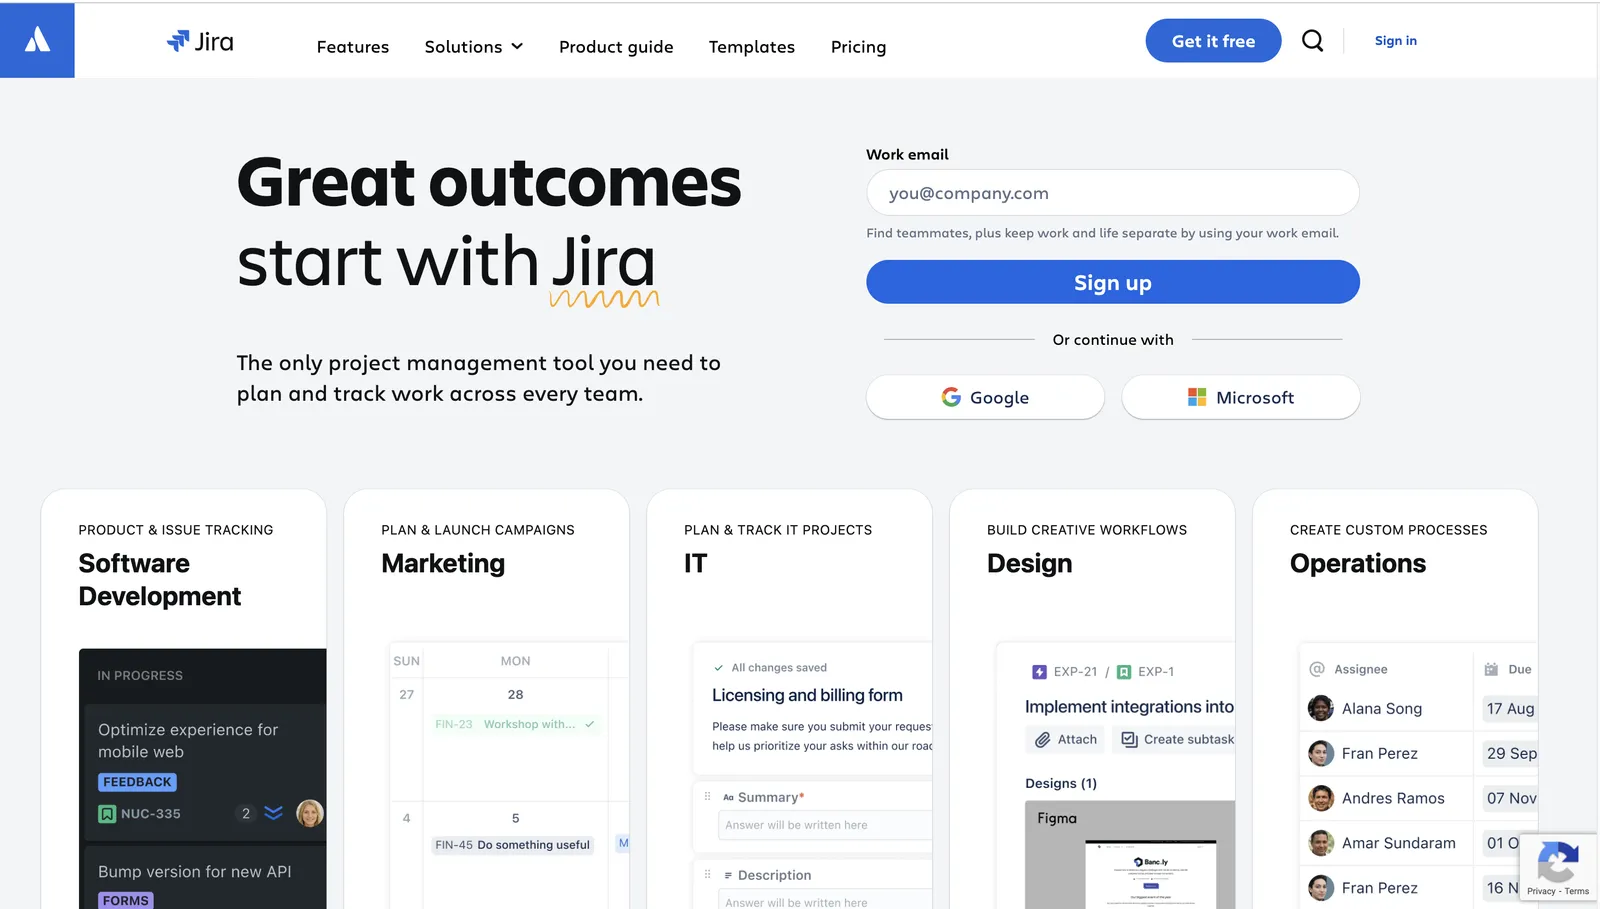 Jira
Features
Solutions
Product guide
Templates
Pricing
Get it free
Sign in
Great outcomes
start with Jira
The only project management tool you need to
plan and track work across every team.
Work email
you@company.com
Find teammates, plus keep work and life separate by using your work email.
Sign up
Or continue with
Google
Microsoft
PRODUCT & ISSUE TRACKING
Software
Development
IN PROGRESS
Optimize experience for
mobile web
FEEDBACK
NUC-335
2
Bump version for new API
FORMS
PLAN & LAUNCH CAMPAIGNS
Marketing
SUN MON
27 28
FIN-23 Workshop with...
4 5
FIN-45 Do something useful
M
PLAN & TRACK IT PROJECTS
IT
All changes saved
Licensing and billing form
Please make sure you submit your request
help us prioritize your asks within our road
Aa Summary*
Answer will be written here
Description
Answer will be written here
BUILD CREATIVE WORKFLOWS
Design
EXP-21 / EXP-1
Implement integrations into
Attach
Create subtask
Designs (1)
Figma
Banc.ly
CREATE CUSTOM PROCESSES
Operations
Assignee Due
Alana Song 17 Aug
Fran Perez 29 Sep
Andres Ramos 07 Nov
Amar Sundaram 01 O
Fran Perez 16 N
Privacy - Terms